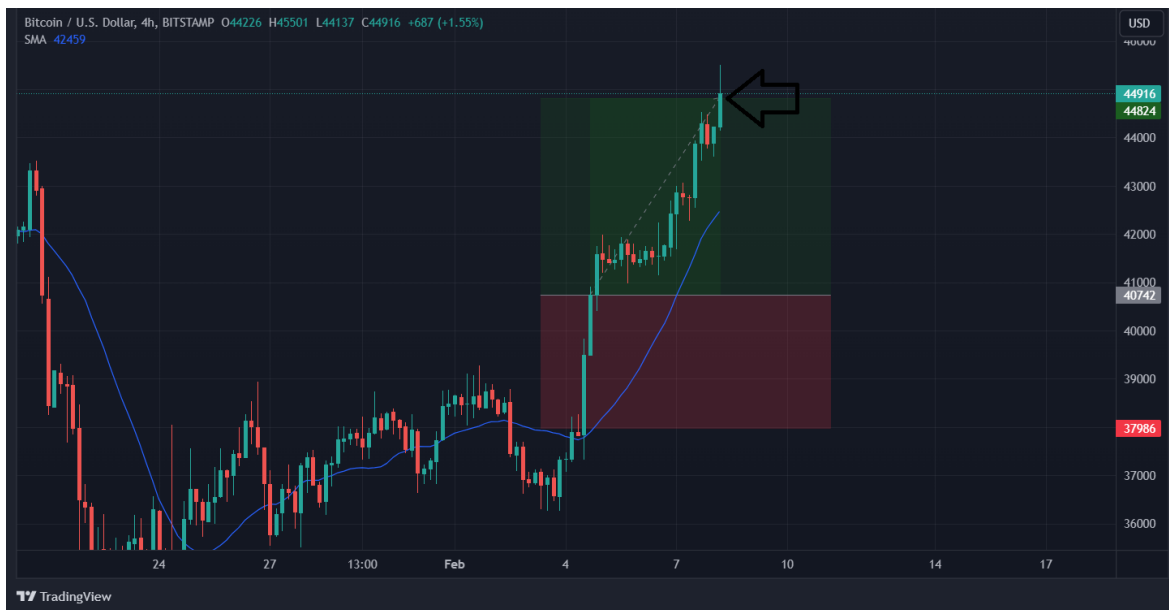 Bitcoin / U.S. Dollar, 4h, BITSTAMP O44226 H45501 L44137 C44916 +687 (+1.55%)
USD
SMA 42459
46000
44916
44824
44000
43000
42000
41000
40742
40000
39000
37986
37000
36000
24 27 13:00 Feb 4 7 10 14 17
TradingView